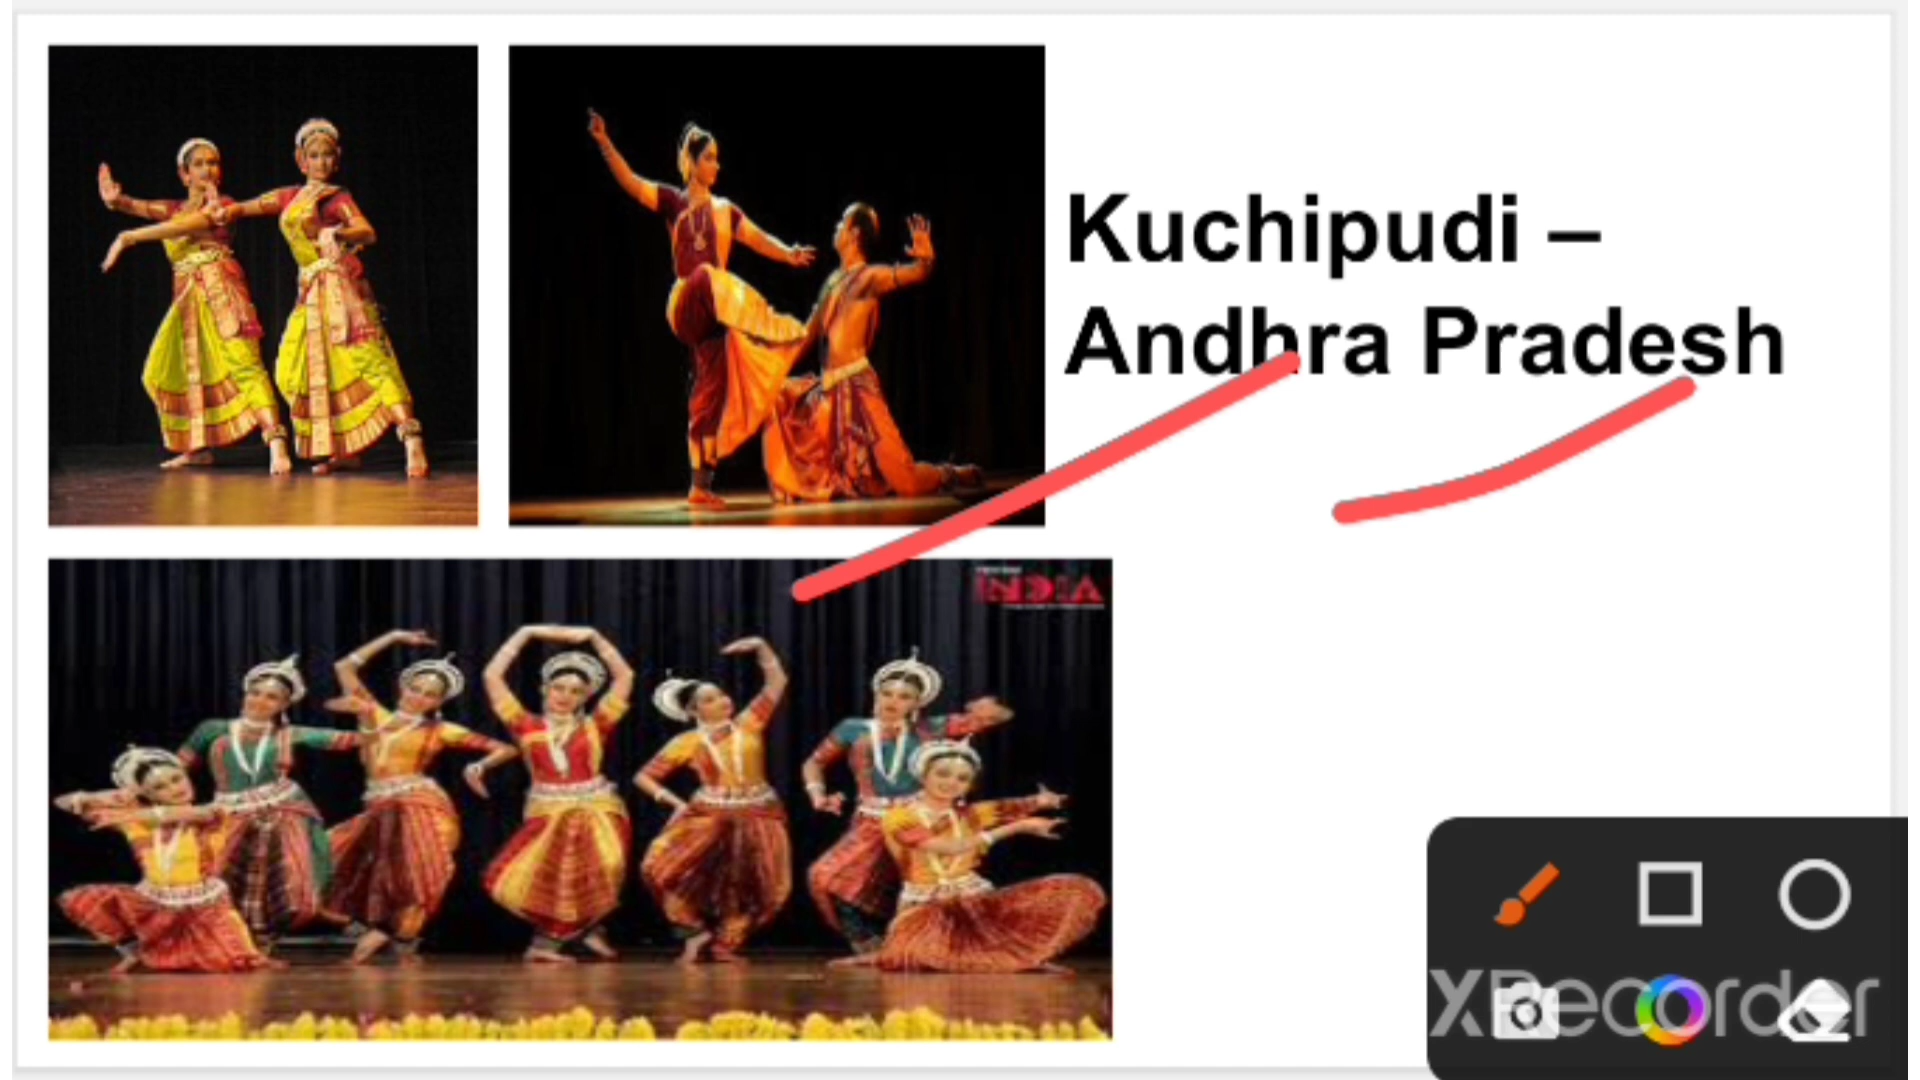 Kuchipudi –
Andhra Pradesh
INDIA
XRecorder